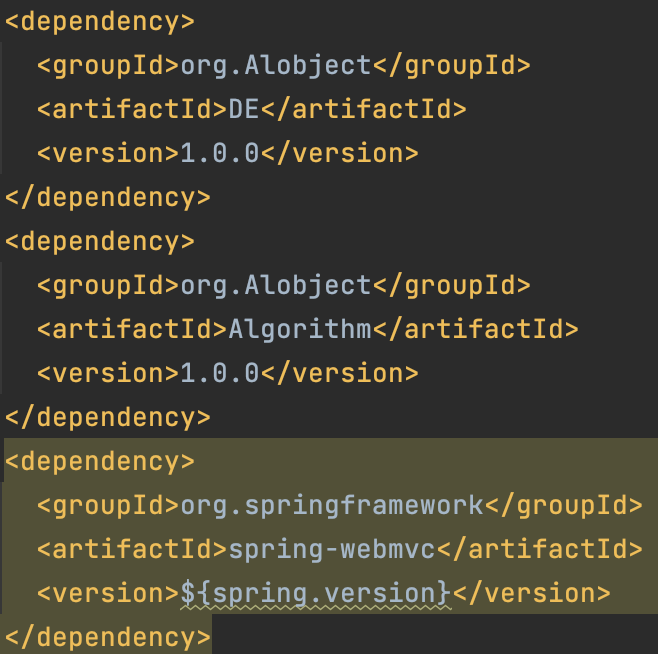 <dependency>
<groupId>org.Alobject</groupId>
<artifactId>DE</artifactId>
<version>1.0.0</version>
</dependency>
<dependency>
<groupId>org.Alobject</groupId>
<artifactId>Algorithm</artifactId>
<version>1.0.0</version>
</dependency>
<dependency>
<groupId>org.springframework</groupId>
<artifactId>spring-webmvc</artifactId>
<version>${spring.version}</version>
</dependency>